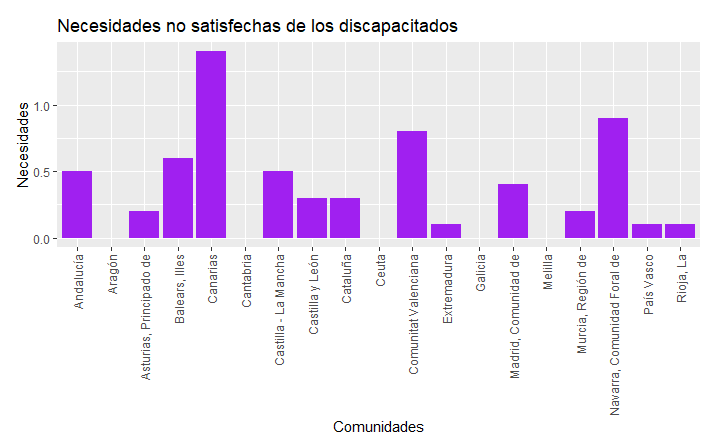 Necesidades no satisfechas de los discapacitados
Necesidades
1.0
0.5
0.0
Andalucía
Aragón
Asturias, Principado de
Balears, Illes
Canarias
Cantabria
Castilla - La Mancha
Castilla y León
Cataluña
Ceuta
Comunitat Valenciana
Extremadura
Galicia
Madrid, Comunidad de
Melilla
Murcia, Región de
Navarra, Comunidad Foral de
País Vasco
Rioja, La
Comunidades